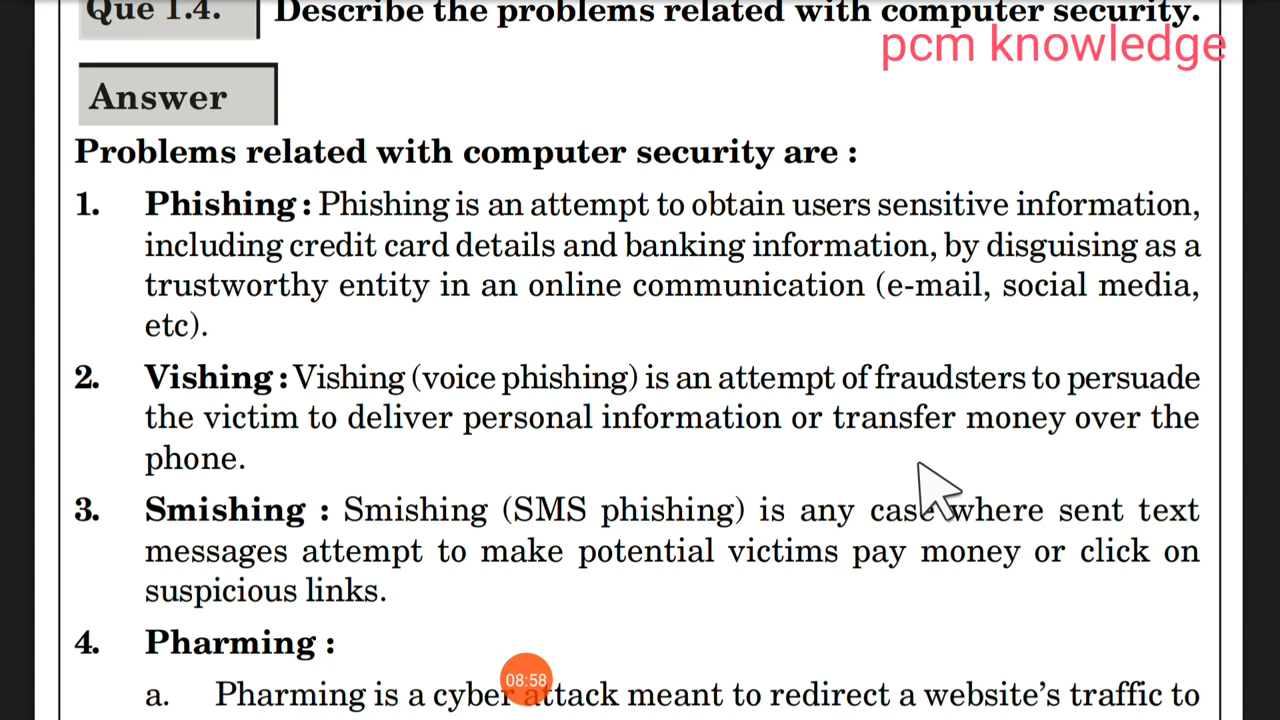 Que 1.4. Describe the problems related with computer security.
pcm knowledge
Answer
Problems related with computer security are :
1. Phishing : Phishing is an attempt to obtain users sensitive information,
including credit card details and banking information, by disguising as a
trustworthy entity in an online communication (e-mail, social media,
etc).
2. Vishing : Vishing (voice phishing) is an attempt of fraudsters to persuade
the victim to deliver personal information or transfer money over the
phone.
3. Smishing : Smishing (SMS phishing) is any case where sent text
messages attempt to make potential victims pay money or click on
suspicious links.
4. Pharming :
a. Pharming is a cyber attack meant to redirect a website's traffic to
08:58